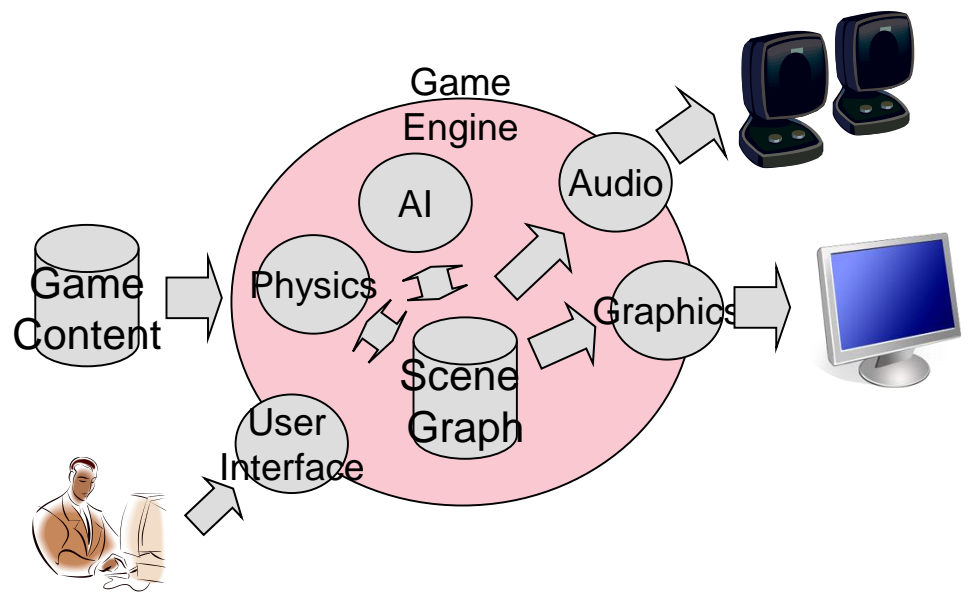 Game
Engine
AI
Audio
Game
Content
Physics
Graphics
Scene
Graph
User
Interface